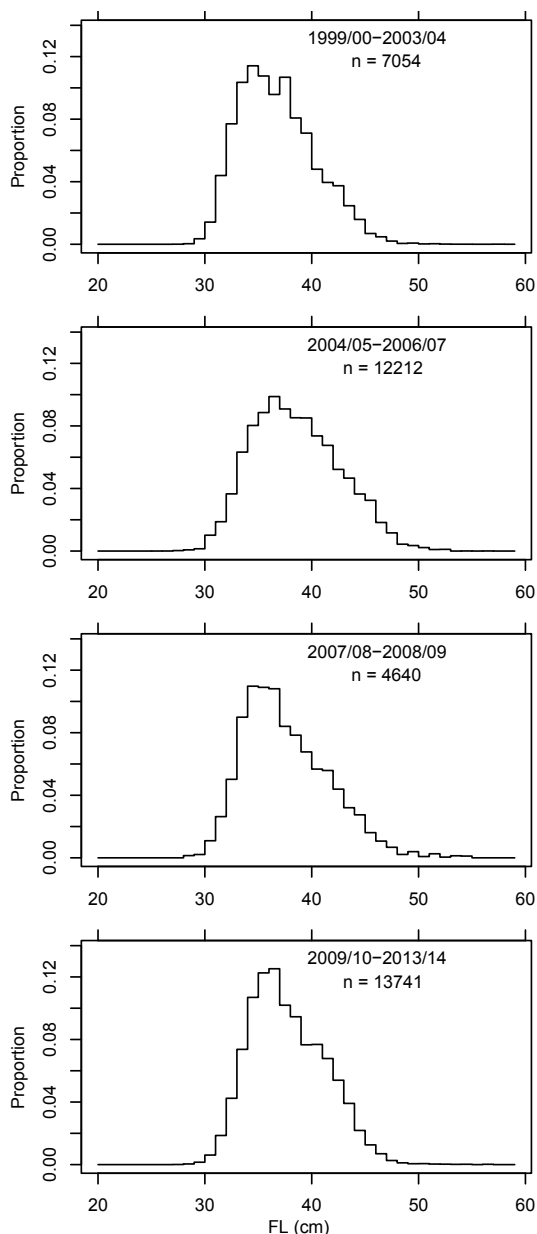 1999/00−2003/04
n = 7054
Proportion
0.00 0.04 0.08 0.12
20 30 40 50 60
2004/05−2006/07
n = 12212
Proportion
0.00 0.04 0.08 0.12
20 30 40 50 60
2007/08−2008/09
n = 4640
Proportion
0.00 0.04 0.08 0.12
20 30 40 50 60
2009/10−2013/14
n = 13741
Proportion
0.00 0.04 0.08 0.12
20 30 40 50 60
FL (cm)